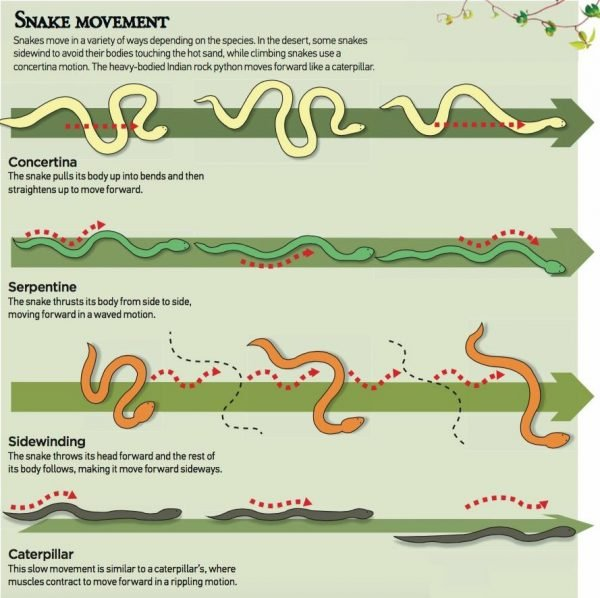 SNAKE MOVEMENT
Snakes move in a variety of ways depending on the species. In the desert, some snakes
sidewind to avoid their bodies touching the hot sand, while climbing snakes use a
concertina motion. The heavy-bodied Indian rock python moves forward like a caterpillar.
Concertina
The snake pulls its body up into bends and then
straightens up to move forward.
Serpentine
The snake thrusts its body from side to side,
moving forward in a waved motion.
Sidewinding
The snake throws its head forward and the rest of
its body follows, making it move forward sideways.
Caterpillar
This slow movement is similar to a caterpillar's, where
muscles contract to move forward in a rippling motion.